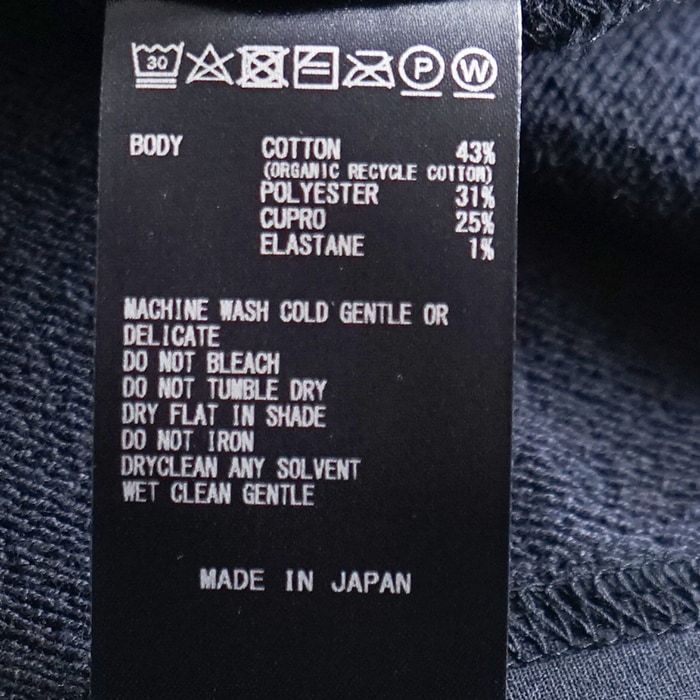 30 P W
BODY COTTON 43%
(ORGANIC RECYCLE COTTON)
POLYESTER 31%
CUPRO 25%
ELASTANE 1%
MACHINE WASH COLD GENTLE OR
DELICATE
DO NOT BLEACH
DO NOT TUMBLE DRY
DRY FLAT IN SHADE
DO NOT IRON
DRYCLEAN ANY SOLVENT
WET CLEAN GENTLE
MADE IN JAPAN